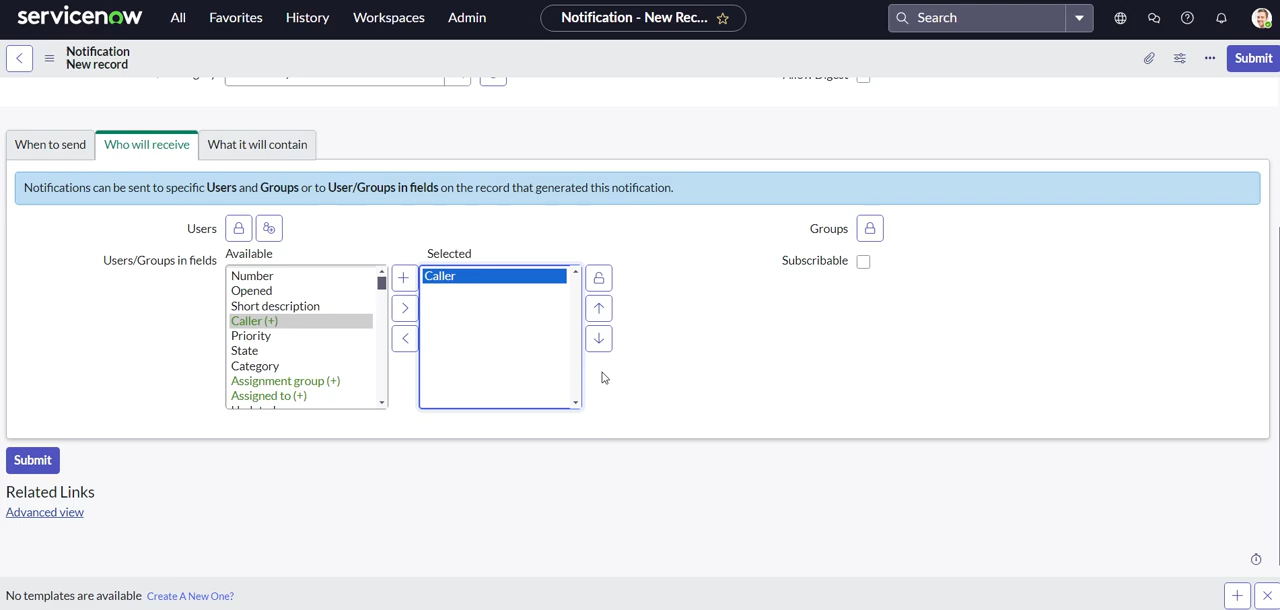 servicenow All Favorites History Workspaces Admin Notification - New Rec... Search
Notification
New record
Submit
Allow Digest
When to send Who will receive What it will contain
Notifications can be sent to specific Users and Groups or to User/Groups in fields on the record that generated this notification.
Users Groups
Users/Groups in fields Available Selected Subscribable
Number
Opened
Short description
Caller (+)
Priority
State
Category
Assignment group (+)
Assigned to (+)
Caller
Submit
Related Links
Advanced view
No templates are available Create A New One?